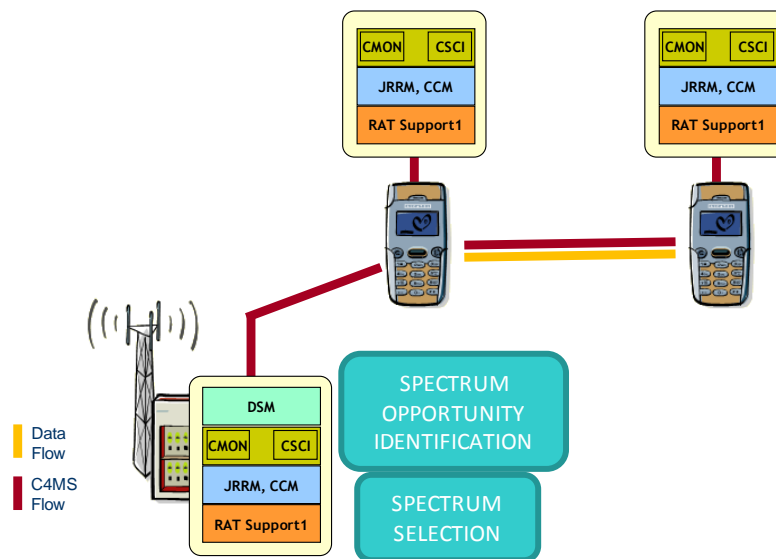 CMON CSCI
JRRM, CCM
RAT Support1
CMON CSCI
JRRM, CCM
RAT Support1
DSM
CMON CSCI
JRRM, CCM
RAT Support1
SPECTRUM
OPPORTUNITY
IDENTIFICATION
SPECTRUM
SELECTION
Data
Flow
C4MS
Flow